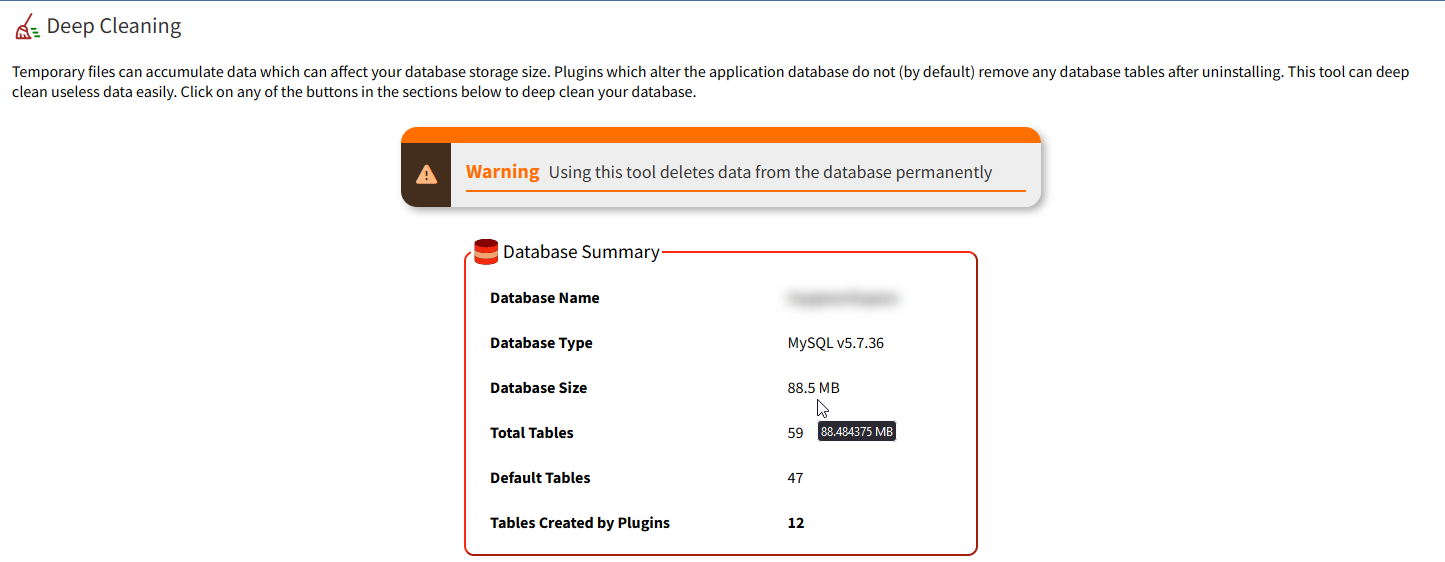 Deep Cleaning
Temporary files can accumulate data which can affect your database storage size. Plugins which alter the application database do not (by default) remove any database tables after uninstalling. This tool can deep
clean useless data easily. Click on any of the buttons in the sections below to deep clean your database.
Warning Using this tool deletes data from the database permanently
Database Summary
Database Name
Database Type MySQL v5.7.36
Database Size 88.5 MB
Total Tables 59 88.484375 MB
Default Tables 47
Tables Created by Plugins 12